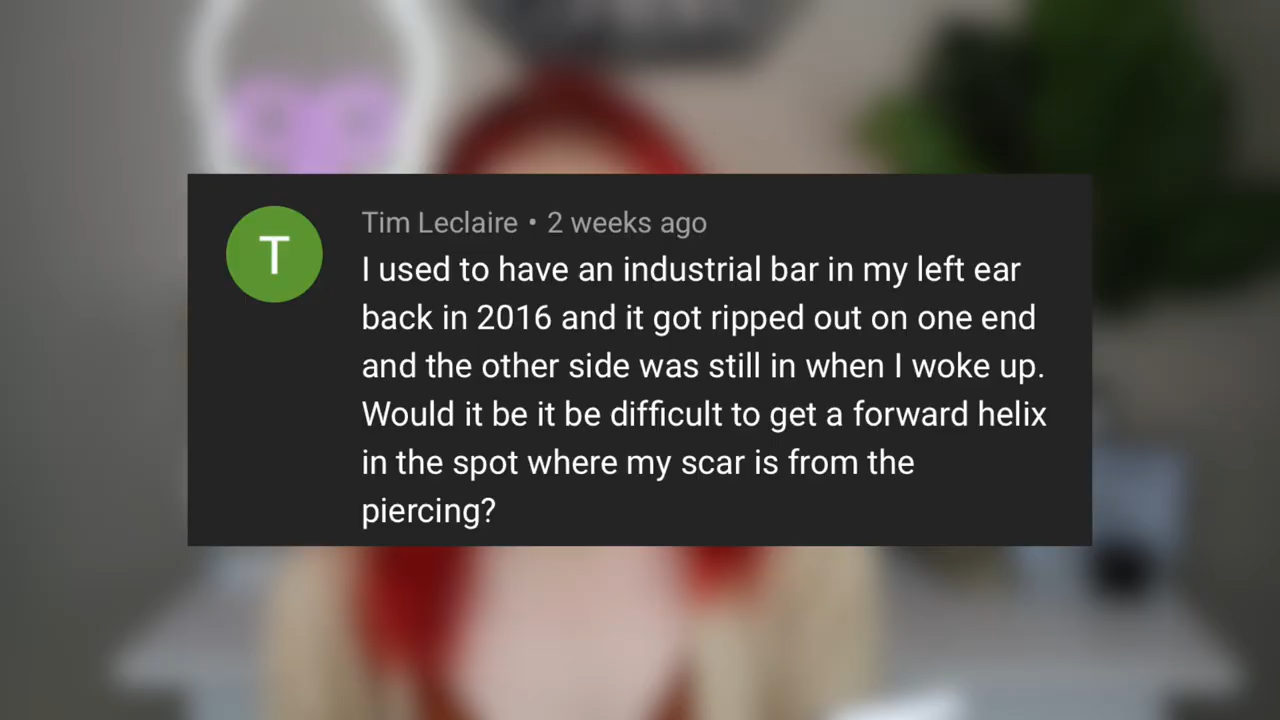 T
Tim Leclaire • 2 weeks ago
I used to have an industrial bar in my left ear
back in 2016 and it got ripped out on one end
and the other side was still in when I woke up.
Would it be it be difficult to get a forward helix
in the spot where my scar is from the
piercing?